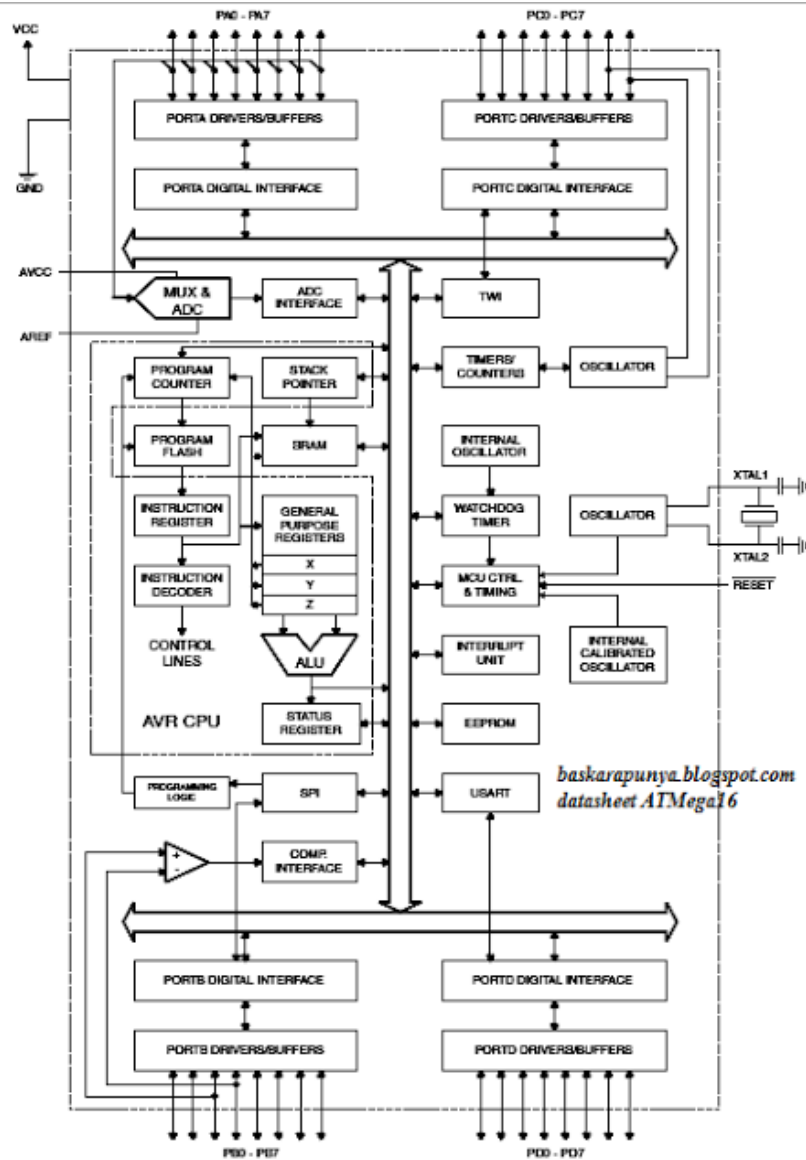 PA0 - PA7
PC0 - PC7
VCC
PORTA DRIVERS/BUFFERS
PORTC DRIVERS/BUFFERS
GND
PORTA DIGITAL INTERFACE
PORTC DIGITAL INTERFACE
AVCC
MUX &
ADC
ADC
INTERFACE
TWI
AREF
PROGRAM
COUNTER
STACK
POINTER
TIMERS/
COUNTERS
OSCILLATOR
PROGRAM
FLASH
SRAM
INTERNAL
OSCILLATOR
XTAL1
INSTRUCTION
REGISTER
GENERAL
PURPOSE
REGISTERS
WATCHDOG
TIMER
OSCILLATOR
X
XTAL2
INSTRUCTION
DECODER
Y
MCU CTRL.
& TIMING
RESET
Z
CONTROL
LINES
INTERRUPT
UNIT
INTERNAL
CALIBRATED
OSCILLATOR
ALU
AVR CPU
STATUS
REGISTER
EEPROM
PROGRAMMING
LOGIC
SPI
USART
baskarapunya.blogspot.com
datasheet ATMega16
+
-
COMP.
INTERFACE
PORTB DIGITAL INTERFACE
PORTD DIGITAL INTERFACE
PORTB DRIVERS/BUFFERS
PORTD DRIVERS/BUFFERS
PB0 - PB7
PD0 - PD7